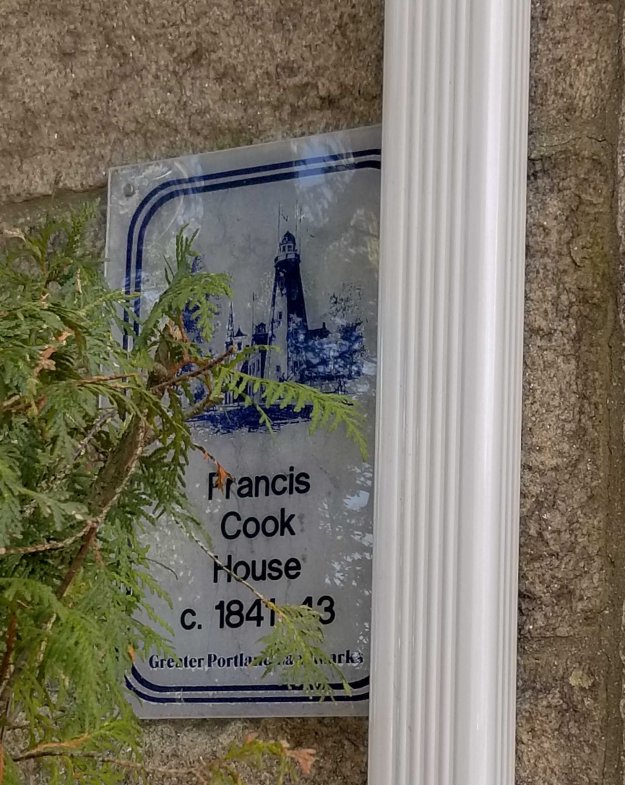 Francis
Cook
House
c. 1841-43
Greater Portland Landmarks